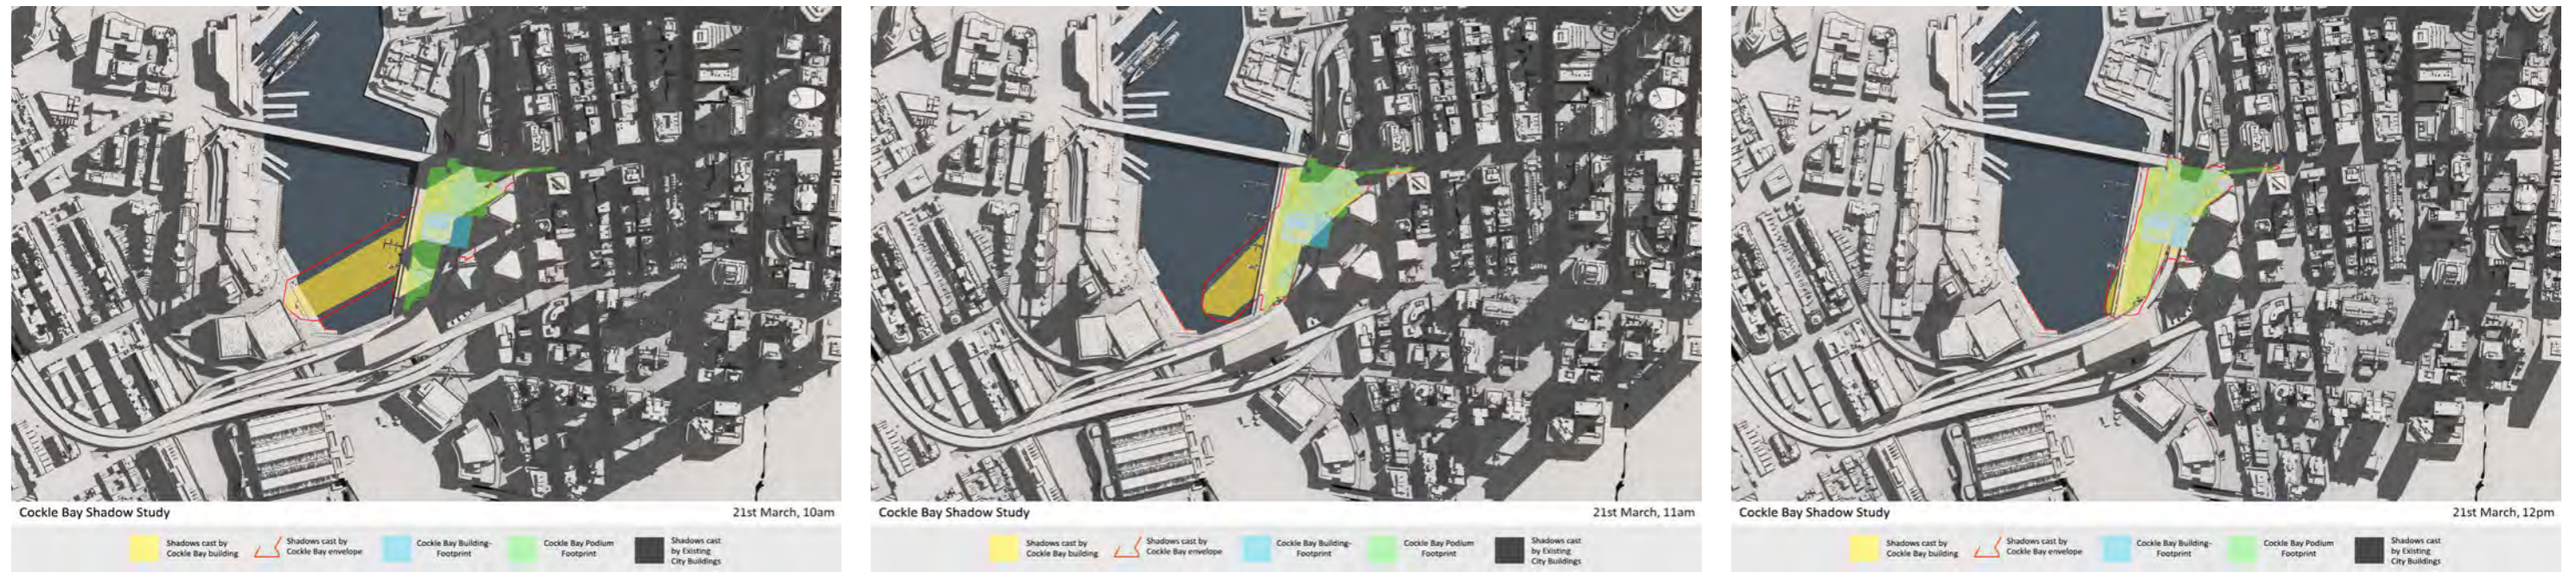 Cockle Bay Shadow Study
21st March, 10am
Shadows cast by
Cockle Bay building
Shadows cast by
Cockle Bay envelope
Cockle Bay Building-
Footprint
Cockle Bay Podium
Footprint
Shadows cast
by Existing
City Buildings
Cockle Bay Shadow Study
21st March, 11am
Shadows cast by
Cockle Bay building
Shadows cast by
Cockle Bay envelope
Cockle Bay Building-
Footprint
Cockle Bay Podium
Footprint
Shadows cast
by Existing
City Buildings
Cockle Bay Shadow Study
21st March, 12pm
Shadows cast by
Cockle Bay building
Shadows cast by
Cockle Bay envelope
Cockle Bay Building-
Footprint
Cockle Bay Podium
Footprint
Shadows cast
by Existing
City Buildings